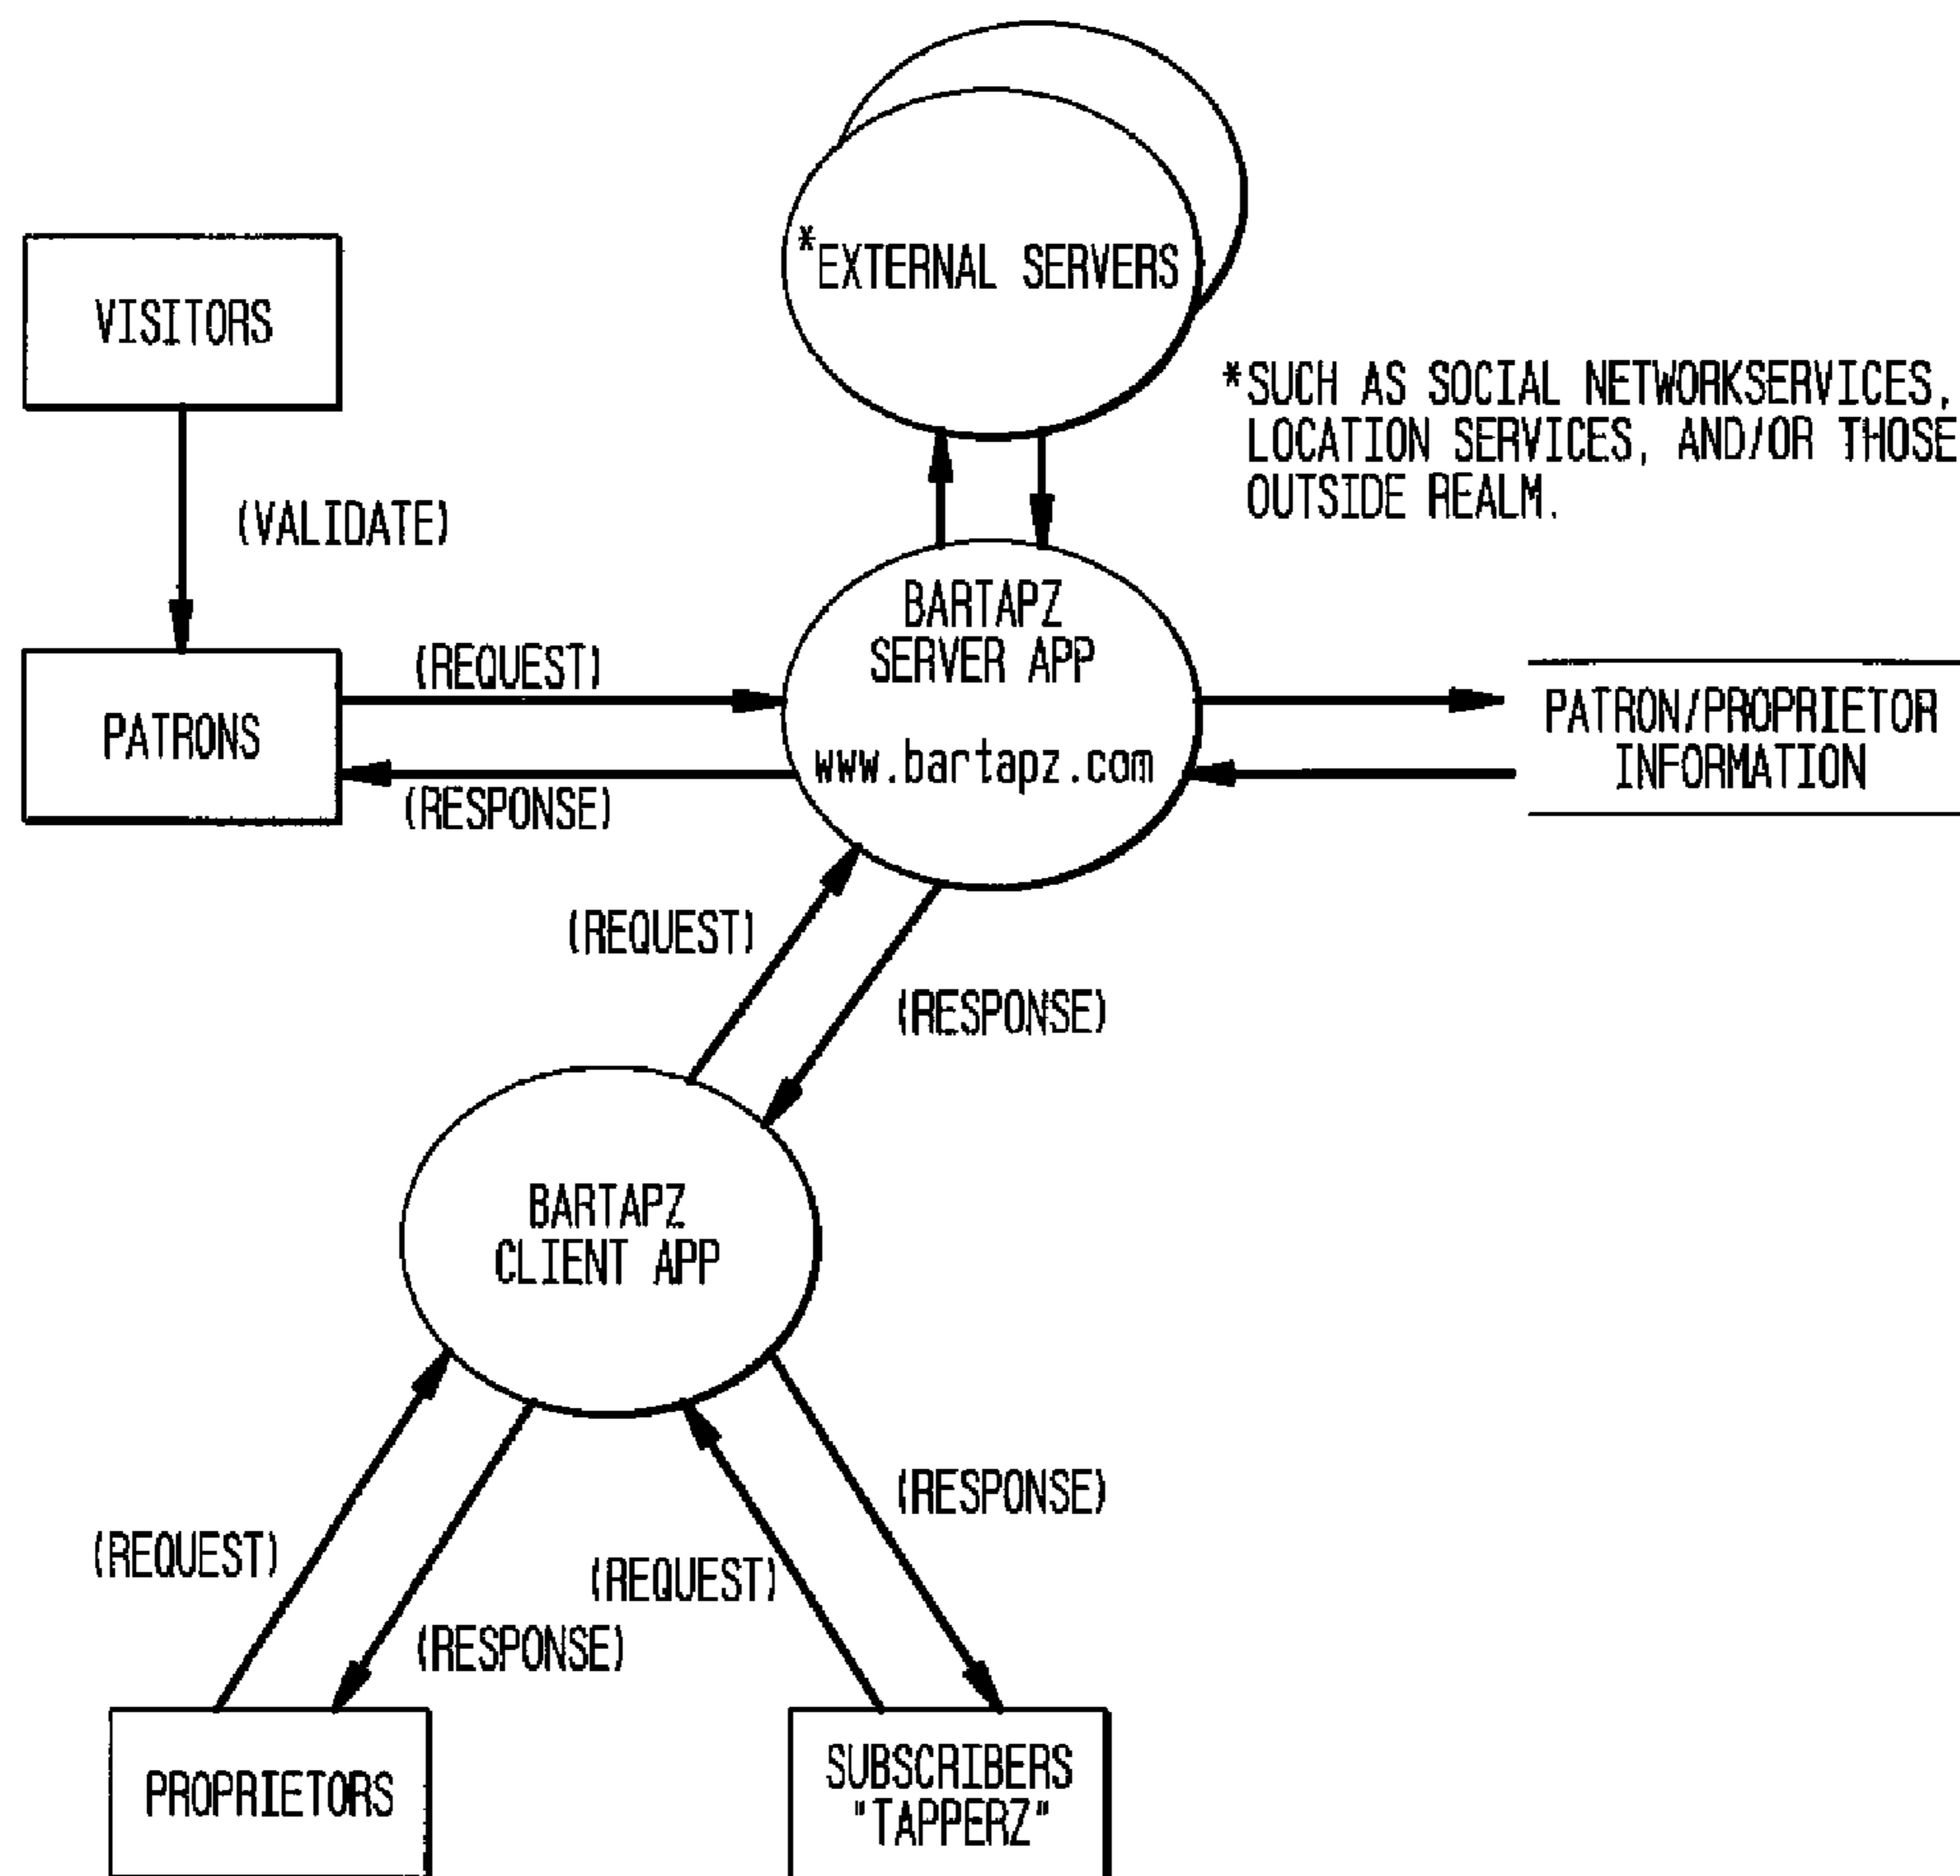 *EXTERNAL SERVERS
VISITORS
*SUCH AS SOCIAL NETWORKSERVICES,
LOCATION SERVICES, AND/OR THOSE
OUTSIDE REALM.
(VALIDATE)
BARTAPZ
SERVER APP
www.bartapz.com
PATRONS
(REQUEST)
(RESPONSE)
PATRON/PROPRIETOR
INFORMATION
(REQUEST)
(RESPONSE)
BARTAPZ
CLIENT APP
(REQUEST)
(RESPONSE)
(REQUEST)
(RESPONSE)
PROPRIETORS
SUBSCRIBERS
"TAPPERZ"